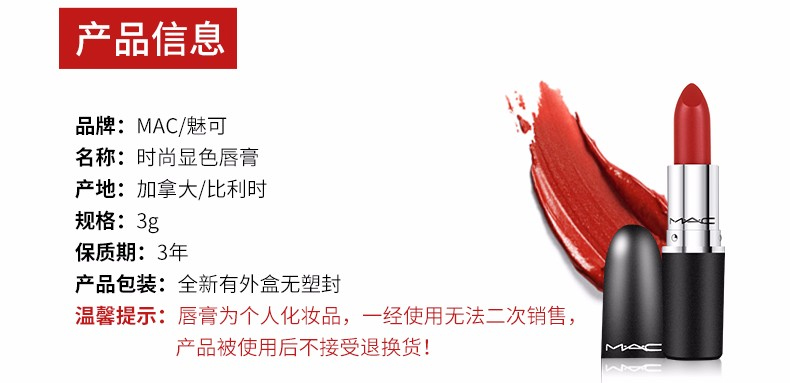 产品信息
品牌：MAC/魅可
名称：时尚显色唇膏
产地：加拿大/比利时
规格：3g
保质期：3年
产品包装：全新有外盒无塑封
温馨提示：唇膏为个人化妆品，一经使用无法二次销售，
产品被使用后不接受退换货！
MAC
MAC